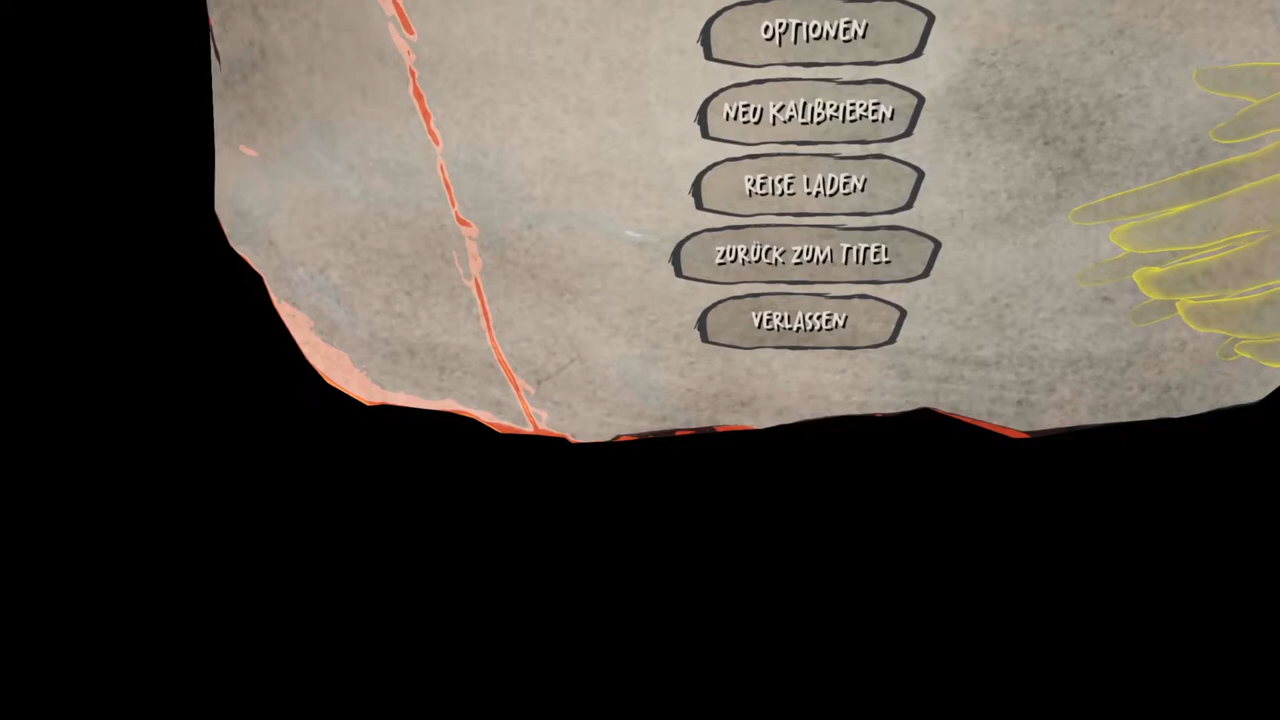 OPTIONEN
NEU KALIBRIEREN
REISE LADEN
ZURÜCK ZUM TITEL
VERLASSEN